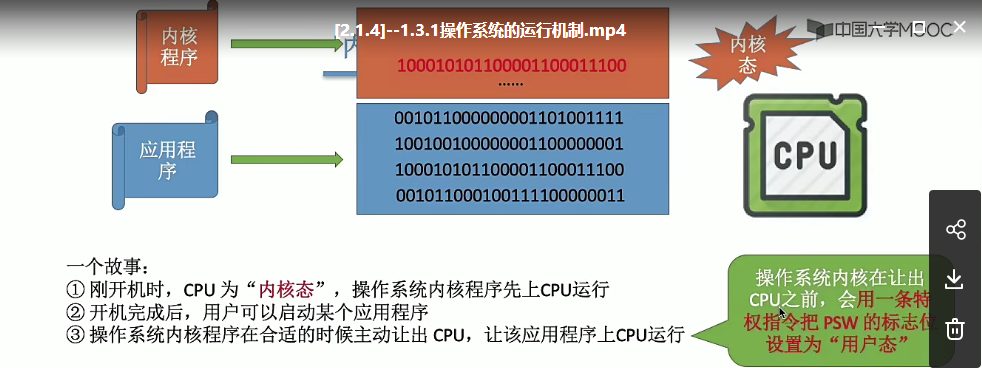 [2.1.4]--1.3.1操作系统的运行机制.mp4
中国大学MOOC
内核
程序
100010101100001100011100
......
内核
态
应用程
序
001011000000001101001111
100100100000001100000001
100010101100001100011100
001011000100111100000011
CPU
一个故事：
① 刚开机时，CPU 为“内核态”，操作系统内核程序先上CPU运行
② 开机完成后，用户可以启动某个应用程序
③ 操作系统内核程序在合适的时候主动让出 CPU，让该应用程序上CPU运行
操作系统内核在让出
CPU之前，会用一条特
权指令把 PSW 的标志位
设置为“用户态”